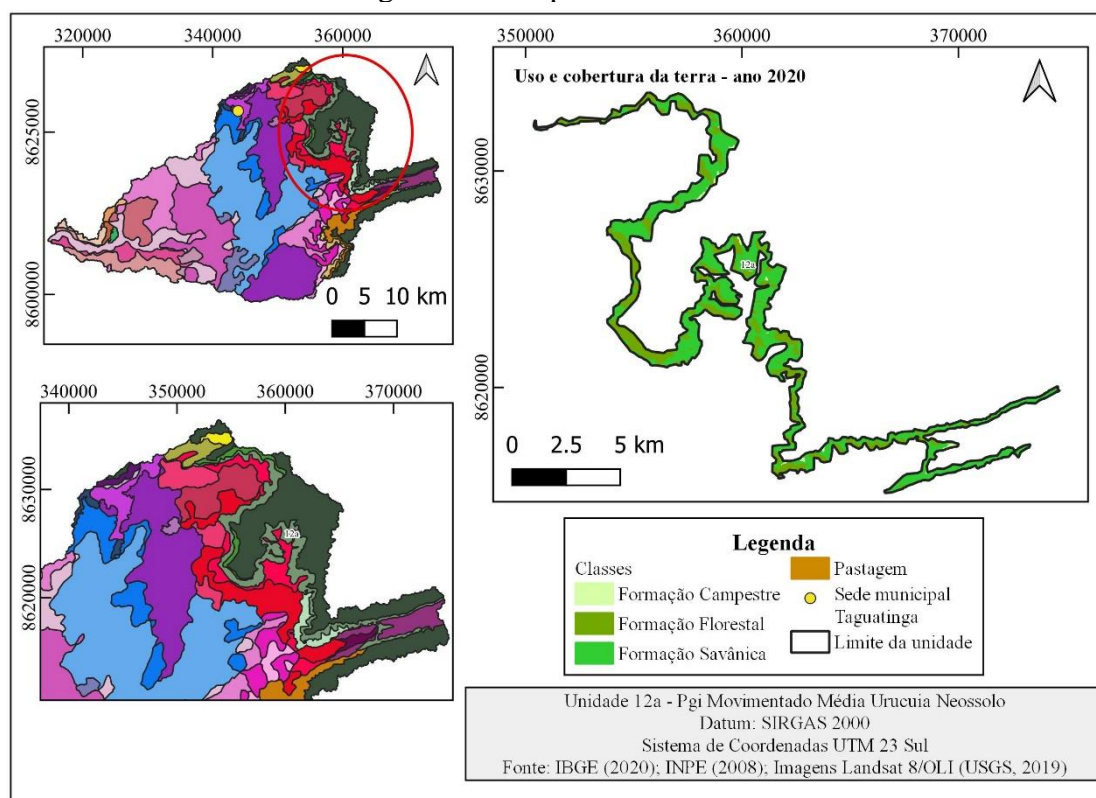 320000 340000 360000
8625000
8600000
0 5 10 km
340000 350000 360000 370000
8630000
8620000
12a
350000 360000 370000
Uso e cobertura da terra - ano 2020
8630000
8620000
12a
0 2.5 5 km
Legenda
Classes
Formação Campestre
Formação Florestal
Formação Savânica
Pastagem
Sede municipal
Taguatinga
Limite da unidade
Unidade 12a - Pgi Movimentado Média Urucuia Neossolo
Datum: SIRGAS 2000
Sistema de Coordenadas UTM 23 Sul
Fonte: IBGE (2020); INPE (2008); Imagens Landsat 8/OLI (USGS, 2019)